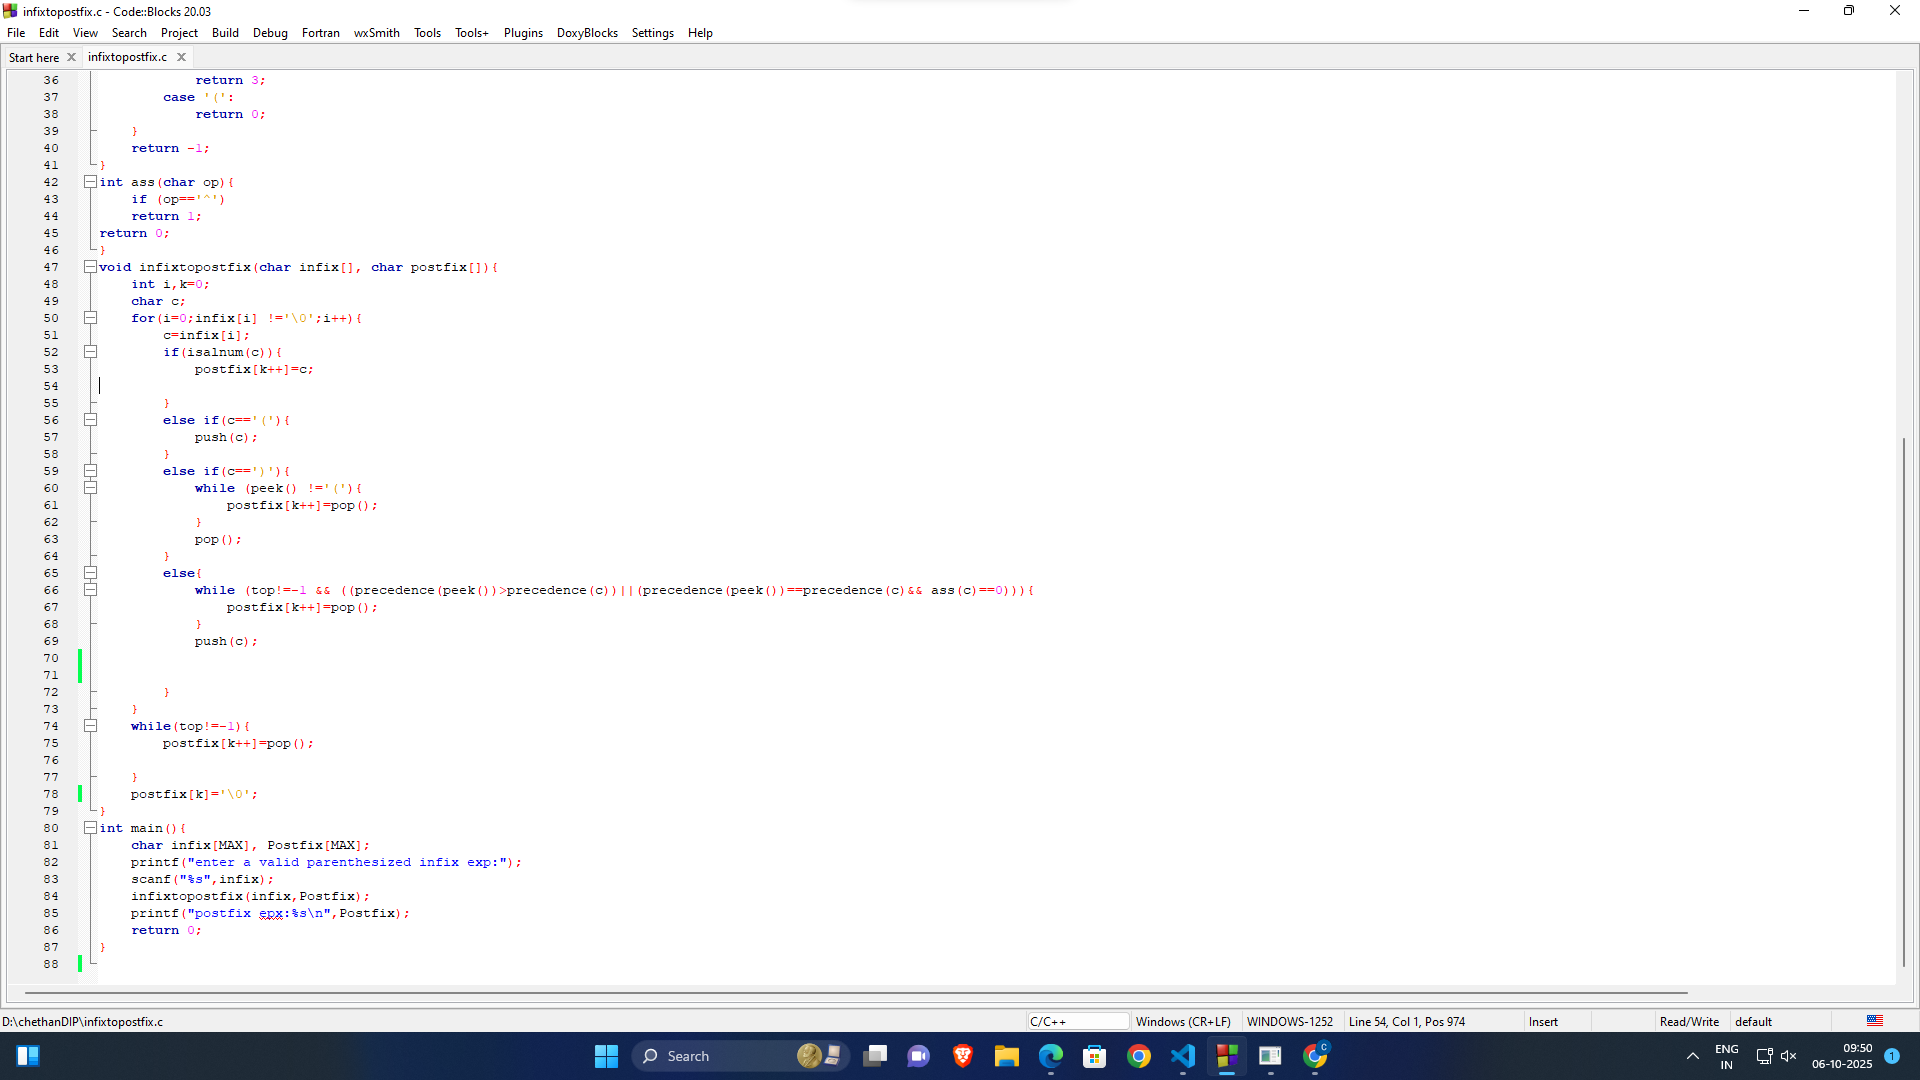 infixtopostfix.c - Code::Blocks 20.03
File Edit View Search Project Build Debug Fortran wxSmith Tools Tools+ Plugins DoxyBlocks Settings Help
Start here infixtopostfix.c
36             return 3;
37         case '(':
38             return 0;
39     }
40     return -1;
41 }
42 int ass(char op){
43     if (op=='^')
44     return 1;
45 return 0;
46 }
47 void infixtopostfix(char infix[], char postfix[]){
48     int i,k=0;
49     char c;
50     for(i=0;infix[i] !='\0';i++){
51         c=infix[i];
52         if(isalnum(c)){
53             postfix[k++]=c;
54
55         }
56         else if(c=='('){
57             push(c);
58         }
59         else if(c==')'){
60             while (peek() !='('){
61                 postfix[k++]=pop();
62             }
63             pop();
64         }
65         else{
66             while (top!=-1 && ((precedence(peek())>precedence(c))||(precedence(peek())==precedence(c)&& ass(c)==0))){
67                 postfix[k++]=pop();
68             }
69             push(c);
70
71
72         }
73     }
74     while(top!=-1){
75         postfix[k++]=pop();
76
77     }
78     postfix[k]='\0';
79 }
80 int main(){
81     char infix[MAX], Postfix[MAX];
82     printf("enter a valid parenthesized infix exp:");
83     scanf("%s",infix);
84     infixtopostfix(infix,Postfix);
85     printf("postfix epx:%s\n",Postfix);
86     return 0;
87 }
88
D:\chethanDIP\infixtopostfix.c C/C++ Windows (CR+LF) WINDOWS-1252 Line 54, Col 1, Pos 974 Insert Read/Write default
Search
C
ENG
IN
09:50
06-10-2025
1